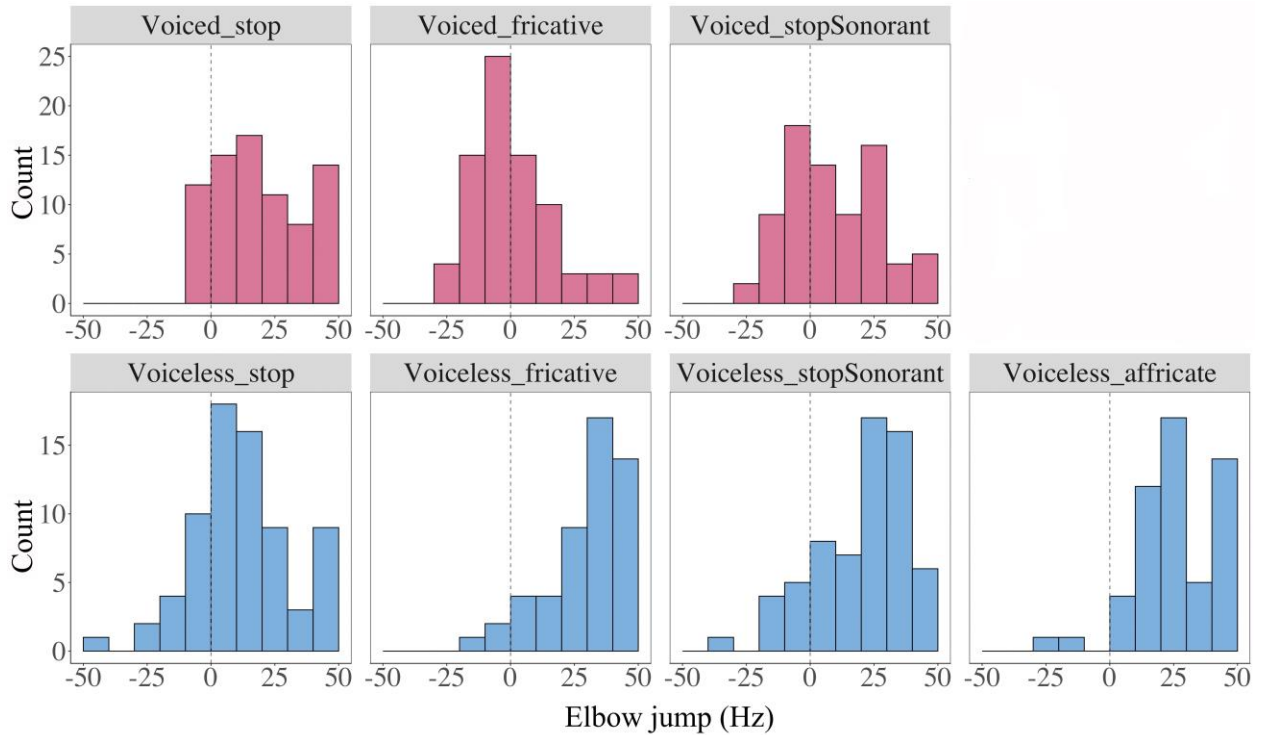 Voiced_stop Voiced_fricative Voiced_stopSonorant
25
20
15
10
5
0
Count
-50 -25 0 25 50 -50 -25 0 25 50 -50 -25 0 25 50
Voiceless_stop Voiceless_fricative Voiceless_stopSonorant Voiceless_affricate
15
10
5
0
Count
-50 -25 0 25 50 -50 -25 0 25 50 -50 -25 0 25 50 -50 -25 0 25 50
Elbow jump (Hz)